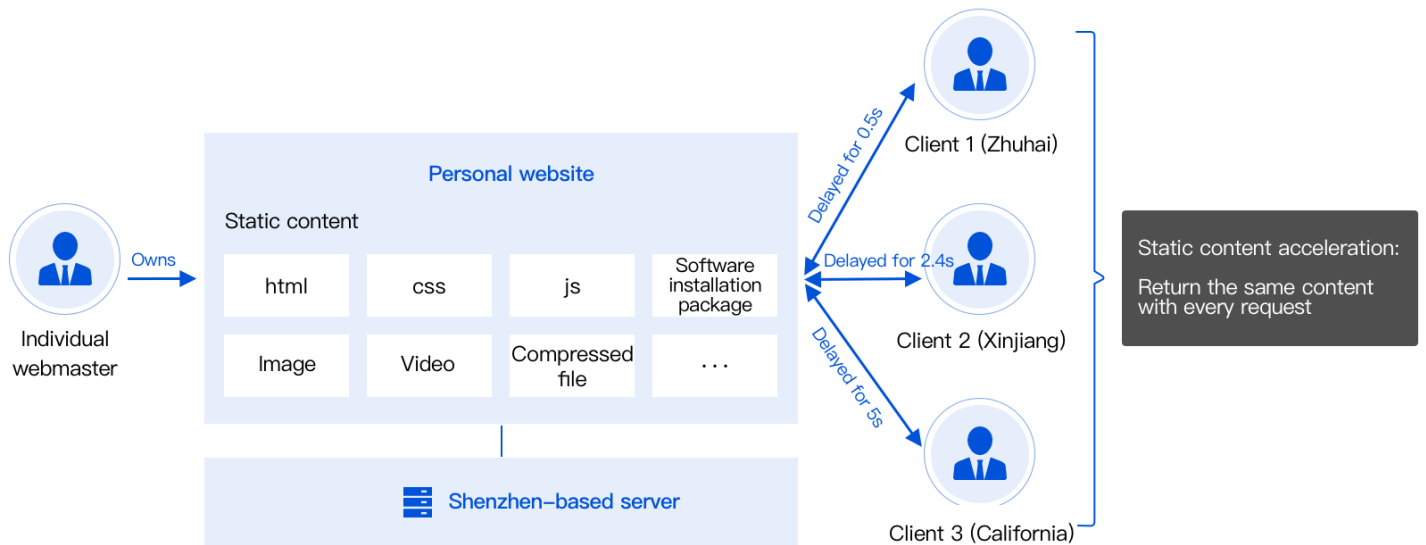 Individual
webmaster
Owns
Personal website
Static content
html
css
js
Software
installation
package
Image
Video
Compressed
file
...
Shenzhen-based server
Delayed for 0.5s
Delayed for 2.4s
Delayed for 5s
Client 1 (Zhuhai)
Client 2 (Xinjiang)
Client 3 (California)
Static content acceleration:
Return the same content
with every request